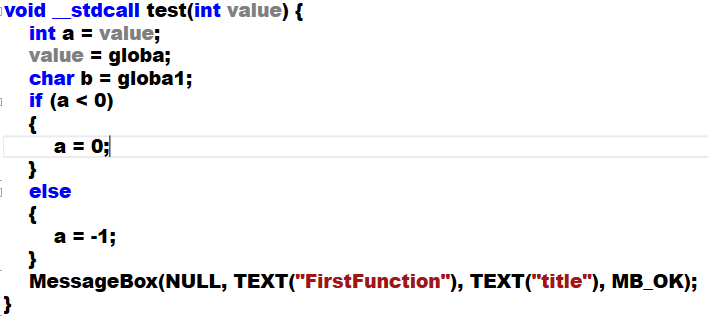 void __stdcall test(int value) {
int a = value;
value = globa;
char b = globa1;
if (a < 0)
{
a = 0;
}
else
{
a = -1;
}
MessageBox(NULL, TEXT("FirstFunction"), TEXT("title"), MB_OK);
}